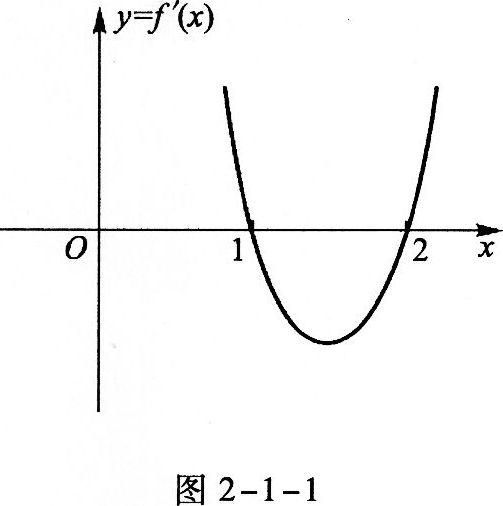 y=f′(x)
O
1
2
x
图 2-1-1